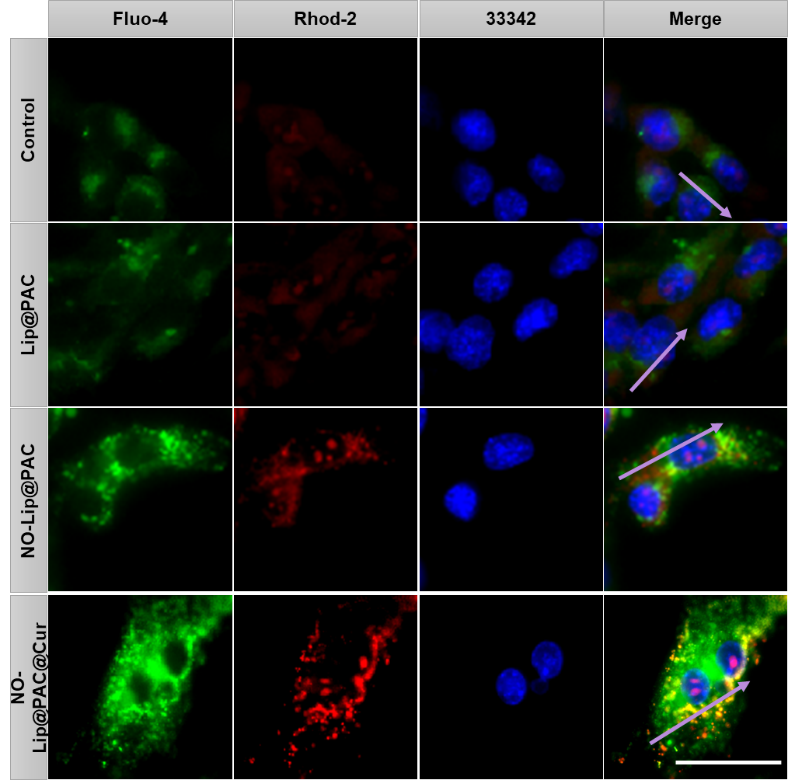 Fluo-4
Rhod-2
33342
Merge
Control
Lip@PAC
NO-Lip@PAC
NO-
Lip@PAC@Cur